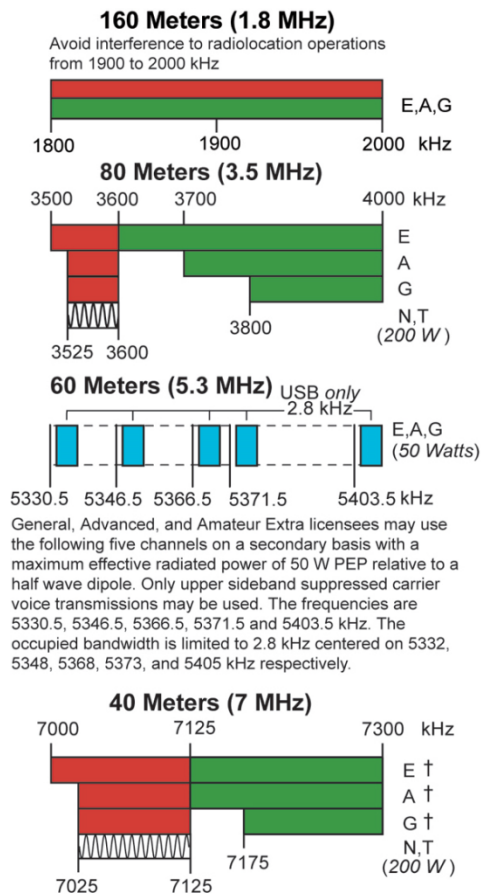 160 Meters (1.8 MHz)
Avoid interference to radiolocation operations
from 1900 to 2000 kHz
E,A,G
1800 1900 2000 kHz
80 Meters (3.5 MHz)
3500 3600 3700 4000 kHz
E
A
G
3800
N,T
(200 W)
3525 3600
60 Meters (5.3 MHz)
USB only
2.8 kHz
E,A,G
(50 Watts)
5330.5 5346.5 5366.5 5371.5 5403.5 kHz
General, Advanced, and Amateur Extra licensees may use
the following five channels on a secondary basis with a
maximum effective radiated power of 50 W PEP relative to a
half wave dipole. Only upper sideband suppressed carrier
voice transmissions may be used. The frequencies are
5330.5, 5346.5, 5366.5, 5371.5 and 5403.5 kHz. The
occupied bandwidth is limited to 2.8 kHz centered on 5332,
5348, 5368, 5373, and 5405 kHz respectively.
40 Meters (7 MHz)
7000 7125 7300 kHz
E †
A †
G †
7175
N,T
(200 W)
7025 7125